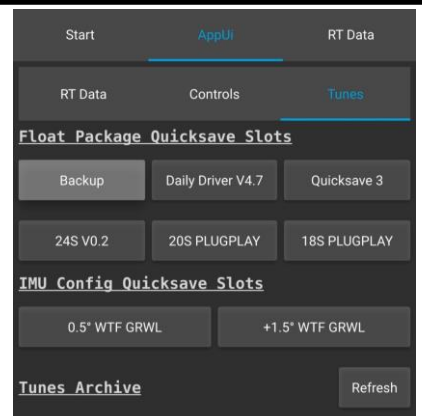 Start AppUi RT Data
RT Data Controls Tunes
Float Package Quicksave Slots
Backup Daily Driver V4.7 Quicksave 3
24S V0.2 20S PLUGPLAY 18S PLUGPLAY
IMU Config Quicksave Slots
0.5° WTF GRWL +1.5° WTF GRWL
Tunes Archive Refresh